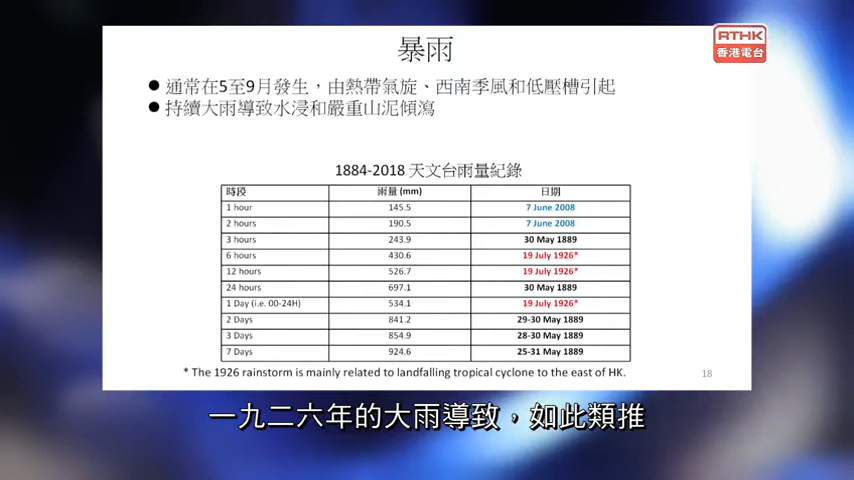 RTHK
香港電台
暴雨
● 通常在5至9月發生，由熱帶氣旋、西南季風和低壓槽引起
● 持續大雨導致水浸和嚴重山泥傾瀉
1884-2018 天文台雨量紀錄
時段 雨量 (mm) 日期
1 hour 145.5 7 June 2008
2 hours 190.5 7 June 2008
3 hours 243.9 30 May 1889
6 hours 430.6 19 July 1926*
12 hours 526.7 19 July 1926*
24 hours 697.1 30 May 1889
1 Day (i.e. 00-24H) 534.1 19 July 1926*
2 Days 841.2 29-30 May 1889
3 Days 854.9 28-30 May 1889
7 Days 924.6 25-31 May 1889
* The 1926 rainstorm is mainly related to landfalling tropical cyclone to the east of HK.
18
一九二六年的大雨導致，如此類推